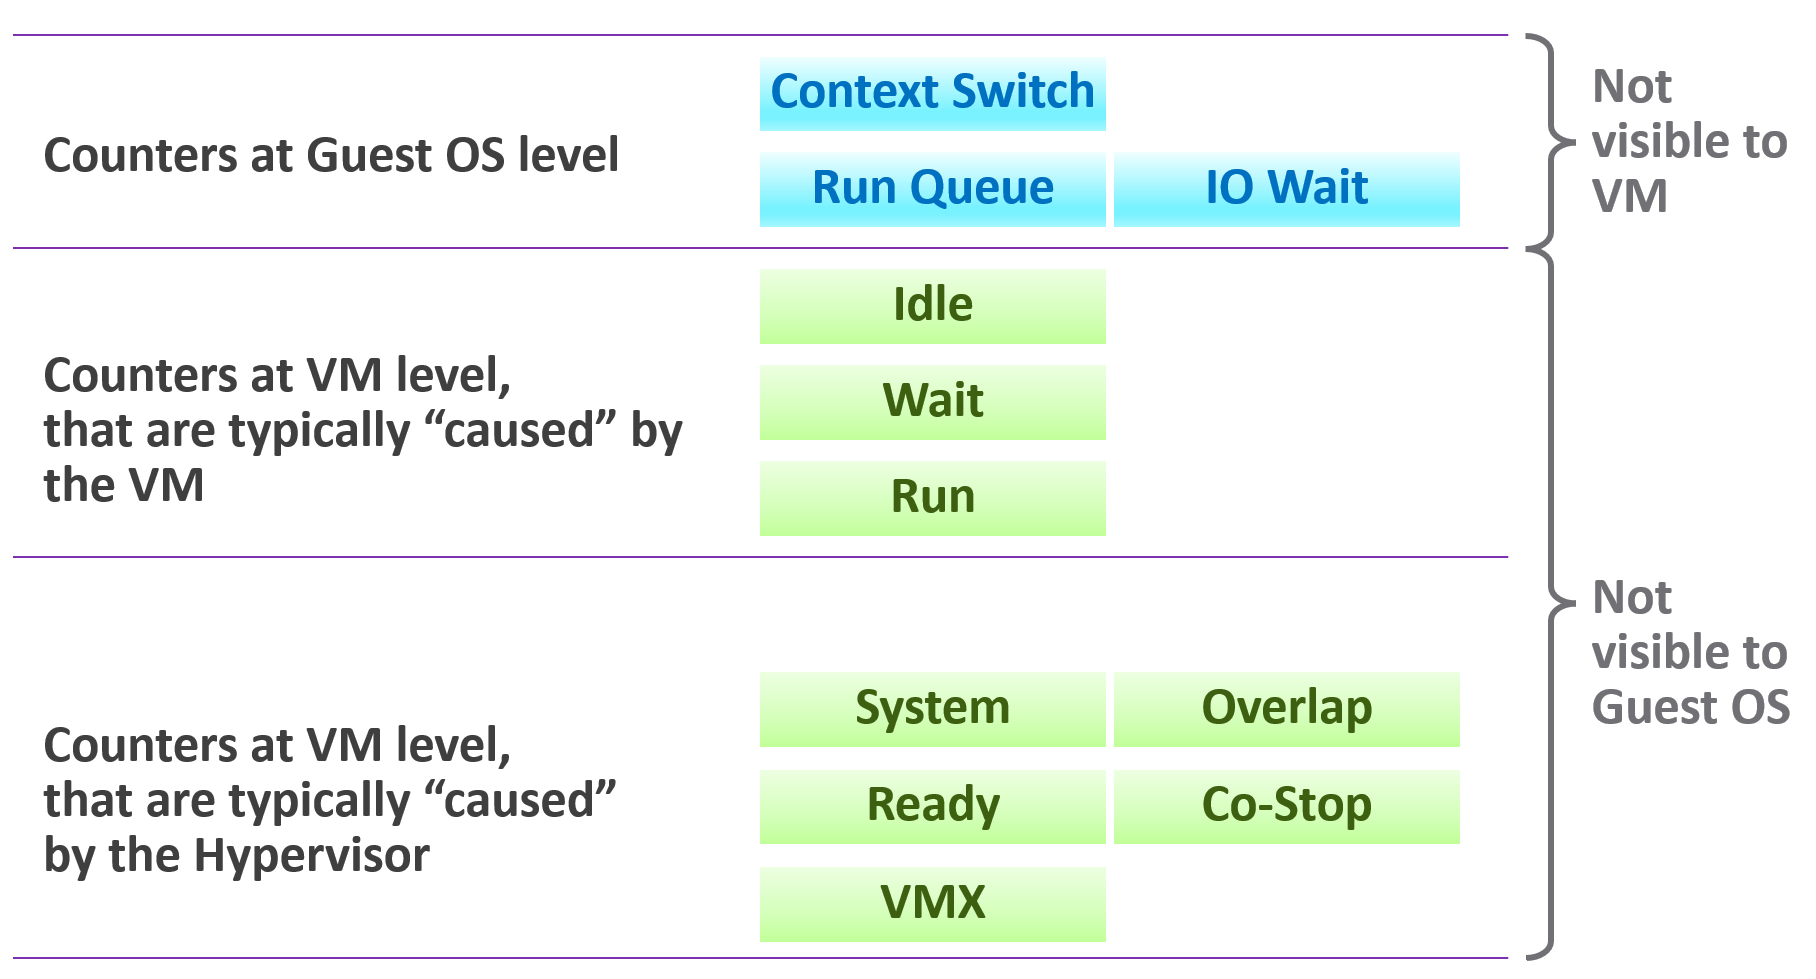 Context Switch
Counters at Guest OS level
Run Queue
IO Wait
Not
visible to
VM
Counters at VM level,
that are typically “caused” by
the VM
Idle
Wait
Run
Counters at VM level,
that are typically “caused”
by the Hypervisor
System
Overlap
Ready
Co-Stop
VMX
Not
visible to
Guest OS